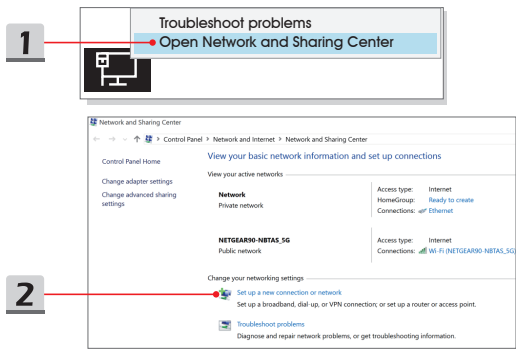 1
Troubleshoot problems
Open Network and Sharing Center
Network and Sharing Center
Control Panel > Network and Internet > Network and Sharing Center
Control Panel Home
Change adapter settings
Change advanced sharing
settings
View your basic network information and set up connections
View your active networks
Network
Private network
Access type: Internet
HomeGroup: Ready to create
Connections: Ethernet
NETGEAR90-NBTAS_5G
Public network
Access type: Internet
Connections: Wi-Fi (NETGEAR90-NBTAS_5G)
Change your networking settings
2
Set up a new connection or network
Set up a broadband, dial-up, or VPN connection; or set up a router or access point.
Troubleshoot problems
Diagnose and repair network problems, or get troubleshooting information.